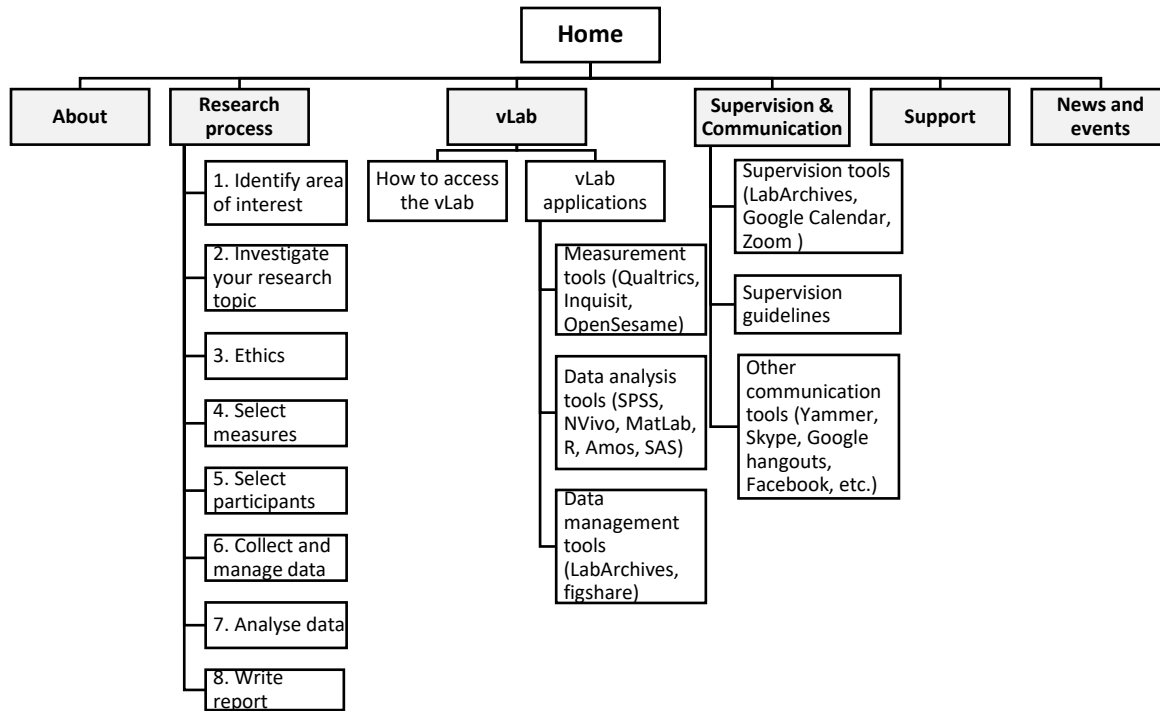 Home
About
Research
process
vLab
Supervision &
Communication
Support
News and
events
1. Identify area
of interest
2. Investigate
your research
topic
3. Ethics
4. Select
measures
5. Select
participants
6. Collect and
manage data
7. Analyse data
8. Write
report
How to access
the vLab
vLab
applications
Measurement
tools (Qualtrics,
Inquisit,
OpenSesame)
Data analysis
tools (SPSS,
NVivo, MatLab,
R, Amos, SAS)
Data
management
tools
(LabArchives,
figshare)
Supervision tools
(LabArchives,
Google Calendar,
Zoom )
Supervision
guidelines
Other
communication
tools (Yammer,
Skype, Google
hangouts,
Facebook, etc.)